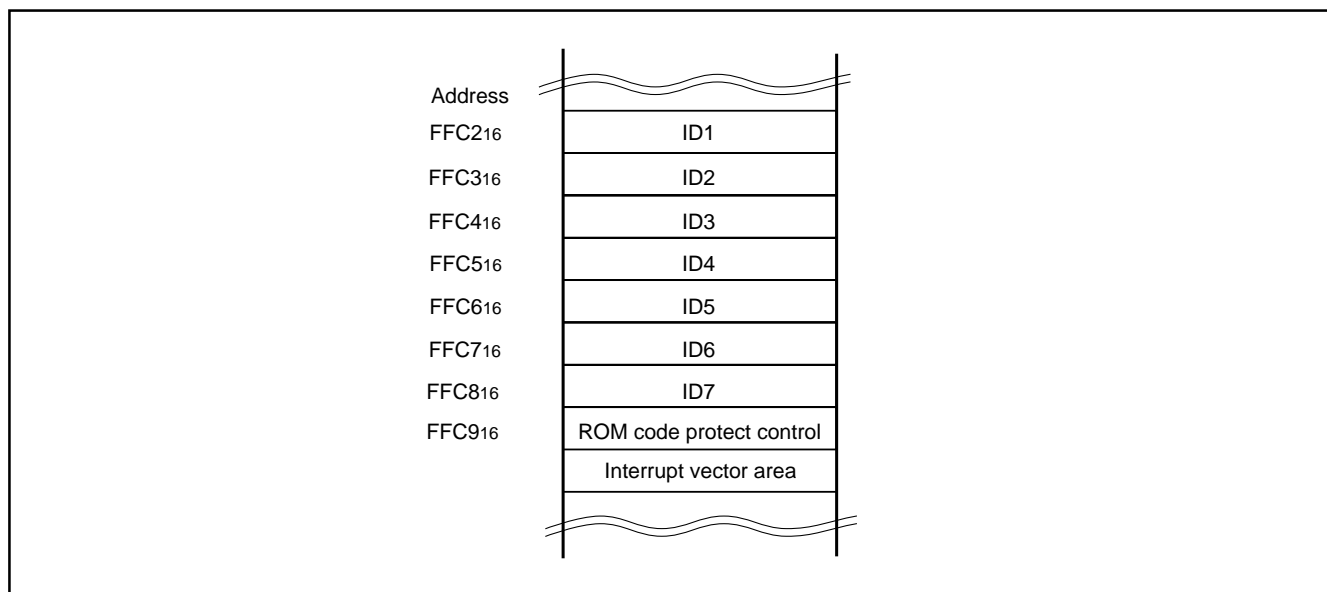 Address
FFC216 ID1
FFC316 ID2
FFC416 ID3
FFC516 ID4
FFC616 ID5
FFC716 ID6
FFC816 ID7
FFC916 ROM code protect control
Interrupt vector area